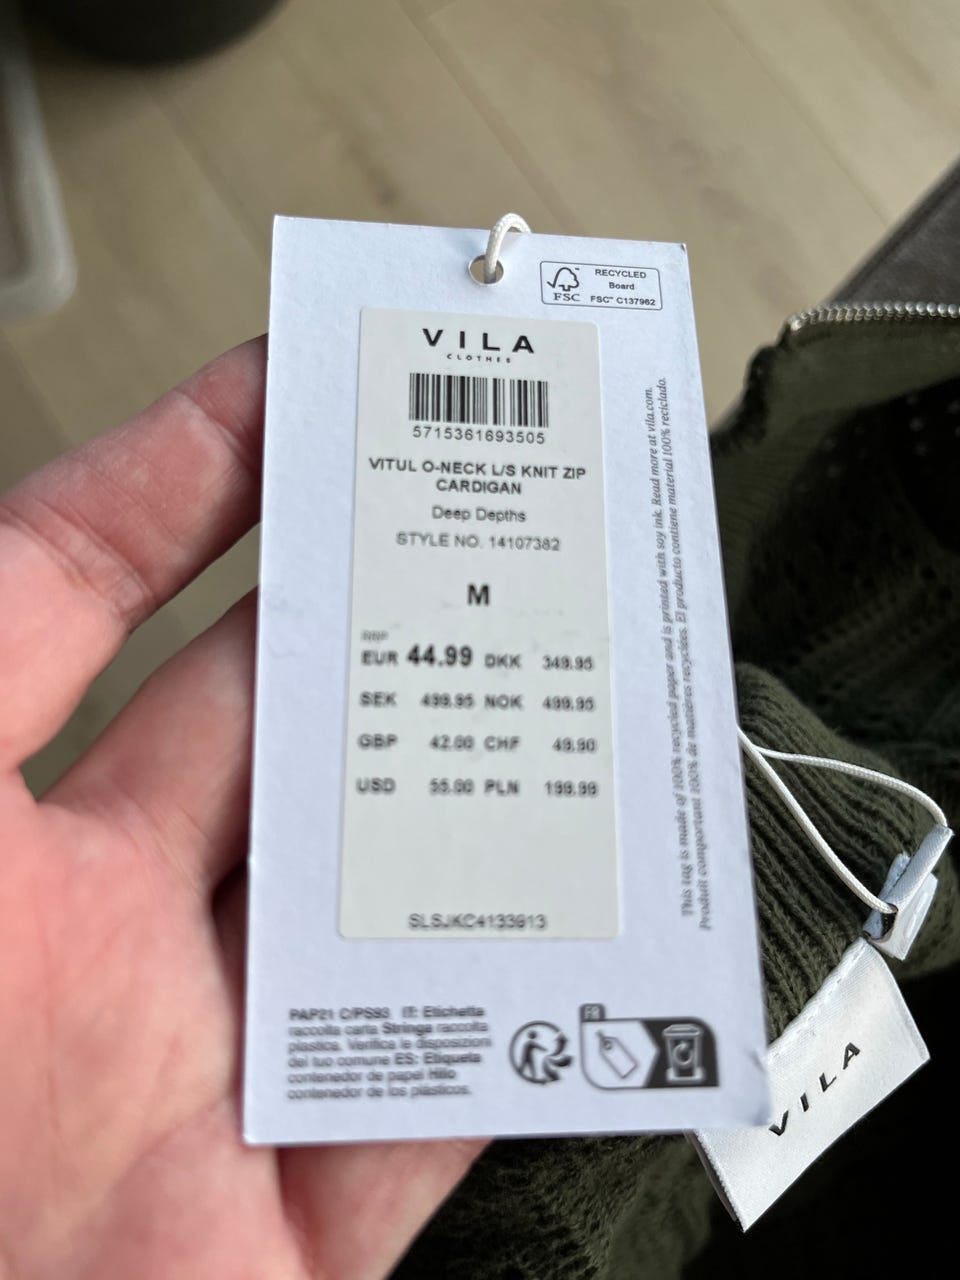 RECYCLED
Board
FSC™ C137962
FSC
VILA
CLOTHES
5715361693505
VITUL O-NECK L/S KNIT ZIP
CARDIGAN
Deep Depths
STYLE NO. 14107382
M
RRP
EUR 44.99 DKK 349.95
SEK 499.95 NOK 499.95
GBP 42.00 CHF 49.90
USD 55.00 PLN 199.99
SLSJKC4133913
This tag is made of 100% recycled paper and is printed with soy ink. Read more at vila.com.
Produit comportant 100% de matières recyclées. El producto contiene material 100% reciclado.
PAP21 C/PS93 IT: Etichetta
raccolta carta Stringa raccolta
plastica. Verifica le disposizioni
del tuo comune ES: Etiqueta
contenedor de papel Hilo
contenedor de los plásticos.
FR
VILA